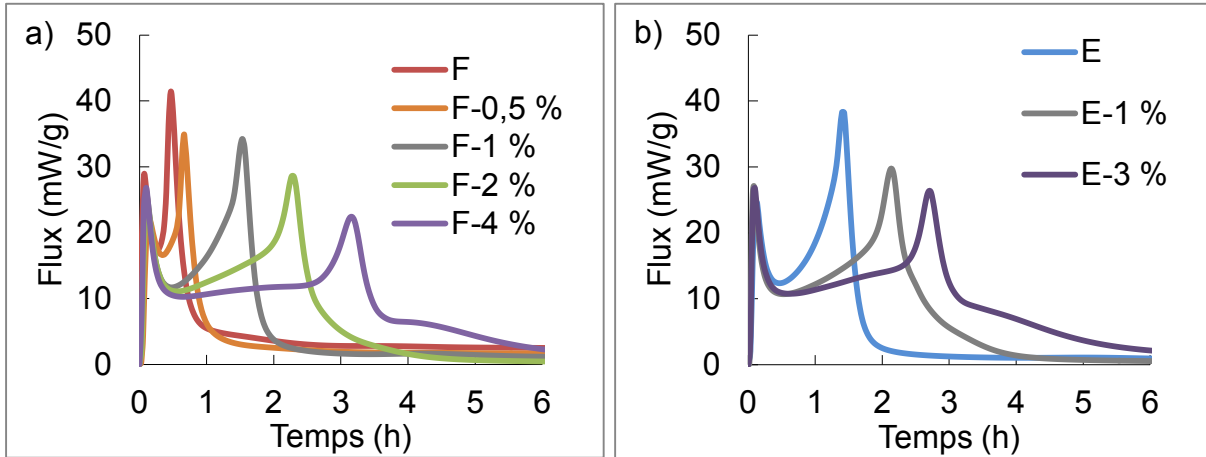 a)
Flux (mW/g)
50
40
30
20
10
0
F
F-0,5 %
F-1 %
F-2 %
F-4 %
0 1 2 3 4 5 6
Temps (h)
b)
Flux (mW/g)
50
40
30
20
10
0
E
E-1 %
E-3 %
0 1 2 3 4 5 6
Temps (h)